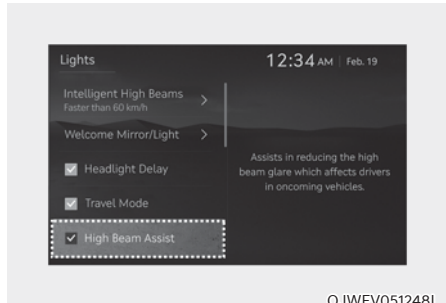 Lights
12:34 AM | Feb. 19
Intelligent High Beams
Faster than 60 km/h
Welcome Mirror/Light
Headlight Delay
Travel Mode
High Beam Assist
Assists in reducing the high
beam glare which affects drivers
in oncoming vehicles.
OJWEV051248L